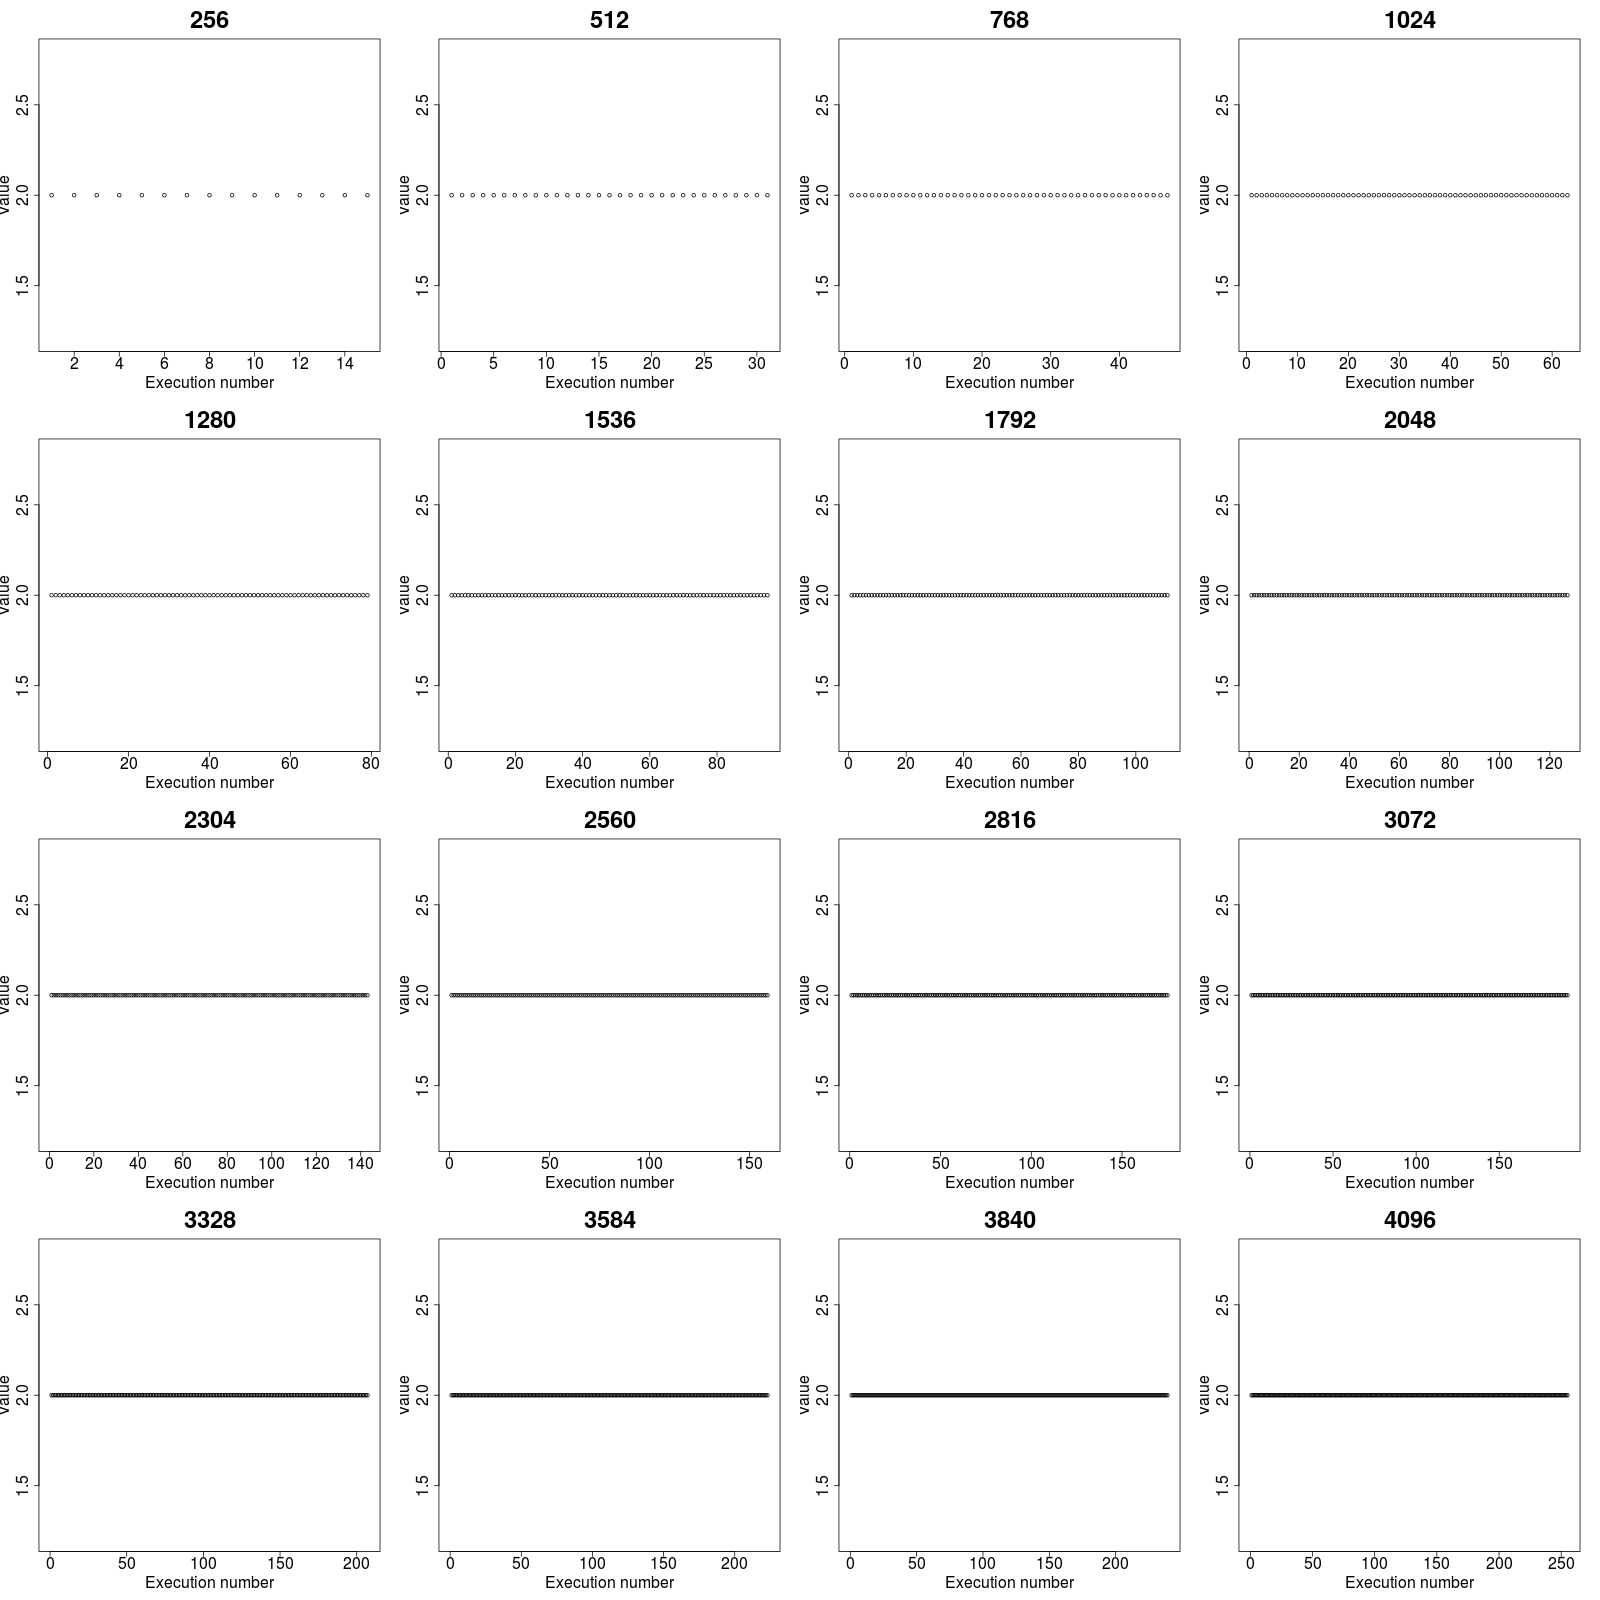 256 512 768 1024
value 1.5 2.0 2.5 value 1.5 2.0 2.5 value 1.5 2.0 2.5 value 1.5 2.0 2.5
2 4 6 8 10 12 14 0 5 10 15 20 25 30 0 10 20 30 40 0 10 20 30 40 50 60
Execution number Execution number Execution number Execution number
1280 1536 1792 2048
value 1.5 2.0 2.5 value 1.5 2.0 2.5 value 1.5 2.0 2.5 value 1.5 2.0 2.5
0 20 40 60 80 0 20 40 60 80 0 20 40 60 80 100 0 20 40 60 80 100 120
Execution number Execution number Execution number Execution number
2304 2560 2816 3072
value 1.5 2.0 2.5 value 1.5 2.0 2.5 value 1.5 2.0 2.5 value 1.5 2.0 2.5
0 20 40 60 80 100 120 140 0 50 100 150 0 50 100 150 0 50 100 150
Execution number Execution number Execution number Execution number
3328 3584 3840 4096
value 1.5 2.0 2.5 value 1.5 2.0 2.5 value 1.5 2.0 2.5 value 1.5 2.0 2.5
0 50 100 150 200 0 50 100 150 200 0 50 100 150 200 0 50 100 150 200 250
Execution number Execution number Execution number Execution number